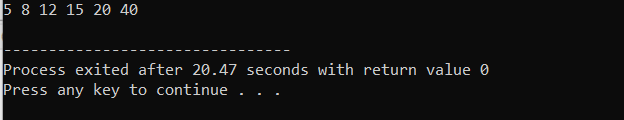 5 8 12 15 20 40
--------------------------------
Process exited after 20.47 seconds with return value 0
Press any key to continue . . .